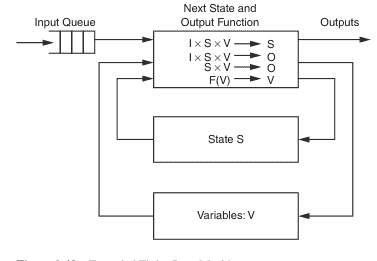 Next State and
Output Function
Input Queue
Outputs
I × S × V → S
I × S × V → O
S × V → O
F(V) → V
State S
Variables: V